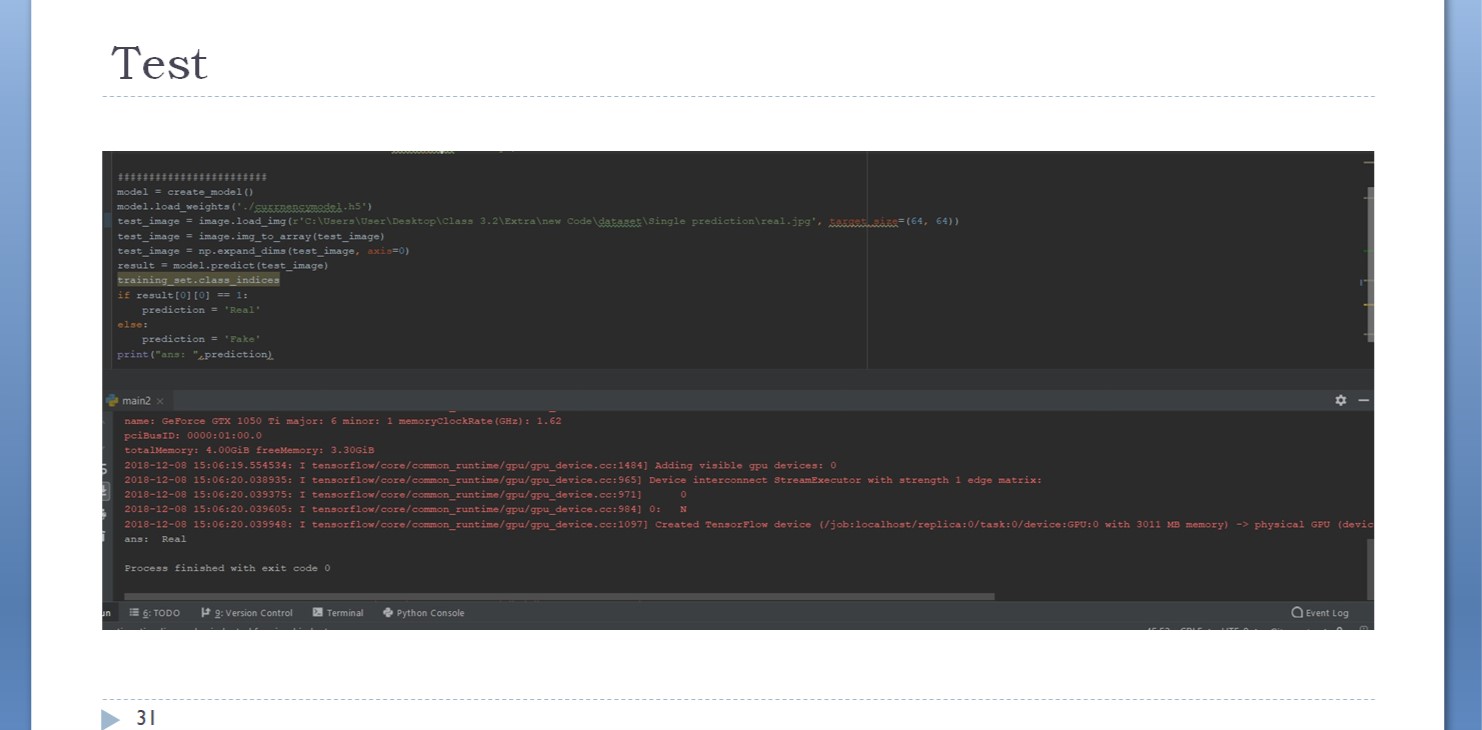 Test
########################
model = create_model()
model.load_weights('./currnencymodel.h5')
test_image = image.load_img(r'C:\Users\User\Desktop\Class 3.2\Extra\new Code\dataset\Single prediction\real.jpg', target_size=(64, 64))
test_image = image.img_to_array(test_image)
test_image = np.expand_dims(test_image, axis=0)
result = model.predict(test_image)
training_set.class_indices
if result[0][0] == 1:
    prediction = 'Real'
else:
    prediction = 'Fake'
print("ans: ",prediction)
main2
name: GeForce GTX 1050 Ti major: 6 minor: 1 memoryClockRate(GHz): 1.62
pciBusID: 0000:01:00.0
totalMemory: 4.00GiB freeMemory: 3.30GiB
2018-12-08 15:06:19.554534: I tensorflow/core/common_runtime/gpu/gpu_device.cc:1484] Adding visible gpu devices: 0
2018-12-08 15:06:20.038935: I tensorflow/core/common_runtime/gpu/gpu_device.cc:965] Device interconnect StreamExecutor with strength 1 edge matrix:
2018-12-08 15:06:20.039375: I tensorflow/core/common_runtime/gpu/gpu_device.cc:971]      0
2018-12-08 15:06:20.039605: I tensorflow/core/common_runtime/gpu/gpu_device.cc:984] 0:   N
2018-12-08 15:06:20.039948: I tensorflow/core/common_runtime/gpu/gpu_device.cc:1097] Created TensorFlow device (/job:localhost/replica:0/task:0/device:GPU:0 with 3011 MB memory) -> physical GPU (devic
ans:  Real
Process finished with exit code 0
un 6: TODO 9: Version Control Terminal Python Console Event Log
31